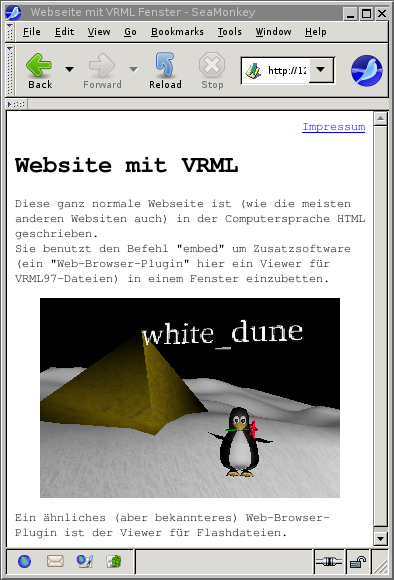 Webseite mit VRML Fenster - SeaMonkey
File Edit View Go Bookmarks Tools Window Help
Back Forward Reload Stop http://12
Impressum
Website mit VRML
Diese ganz normale Webseite ist (wie die meisten
anderen Websiten auch) in der Computersprache HTML
geschrieben.
Sie benutzt den Befehl "embed" um Zusatzsoftware
(ein "Web-Browser-Plugin" hier ein Viewer für
VRML97-Dateien) in einem Fenster einzubetten.
white_dune
Ein ähnliches (aber bekannteres) Web-Browser-
Plugin ist der Viewer für Flashdateien.